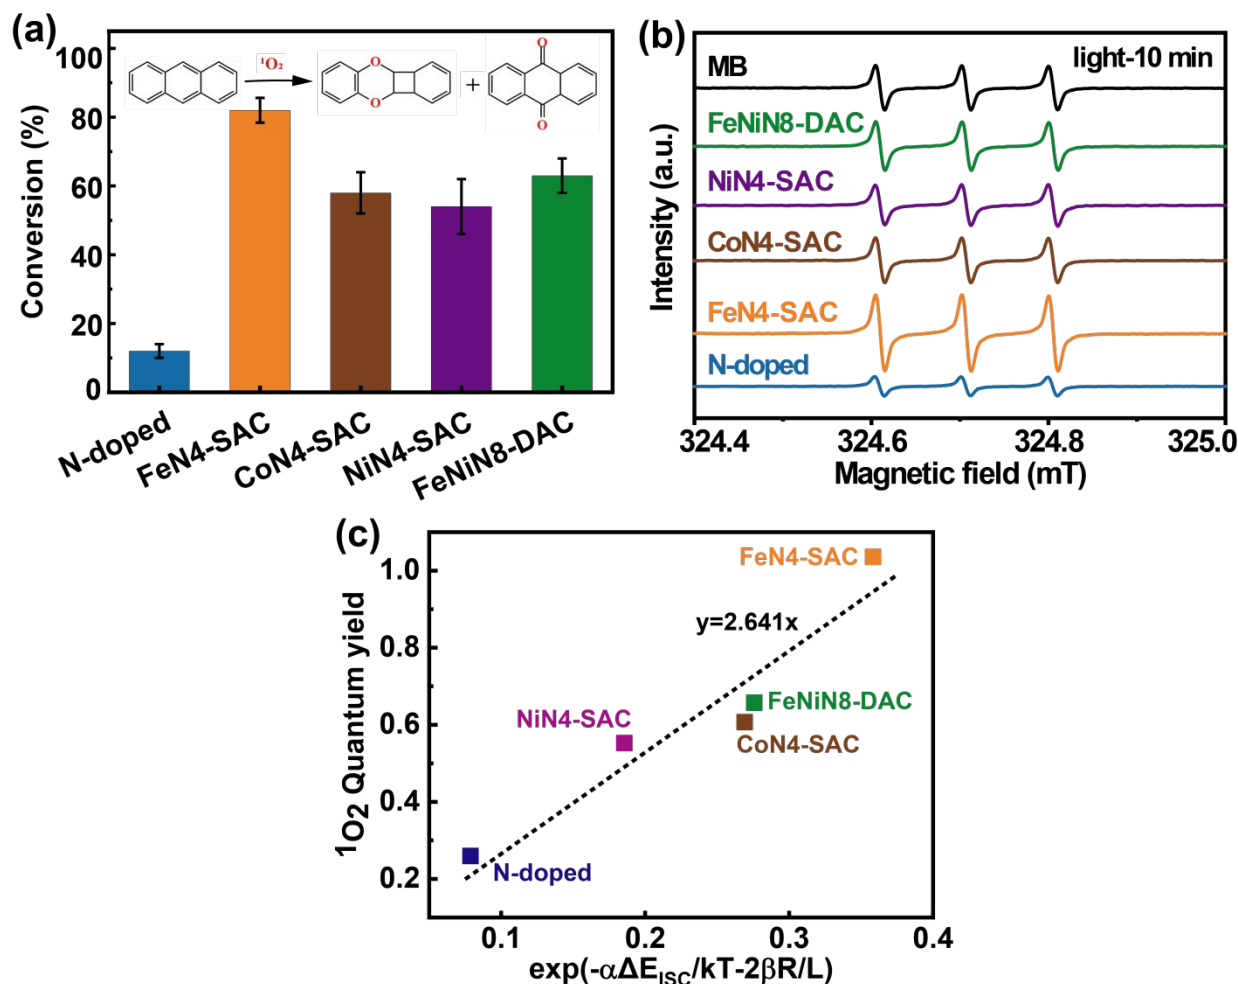 (a)
Conversion (%)
100
80
60
40
20
0
¹O₂
O
O
+
O
O
N-doped
FeN4-SAC
CoN4-SAC
NiN4-SAC
FeNiN8-DAC
(b)
light-10 min
Intensity (a.u.)
MB
FeNiN8-DAC
NiN4-SAC
CoN4-SAC
FeN4-SAC
N-doped
324.4
324.6
324.8
325.0
Magnetic field (mT)
(c)
¹O2 Quantum yield
1.0
0.8
0.6
0.4
0.2
FeN4-SAC
y=2.641x
FeNiN8-DAC
NiN4-SAC
CoN4-SAC
N-doped
0.1
0.2
0.3
0.4
exp(-αΔE_ISC/kT-2βR/L)